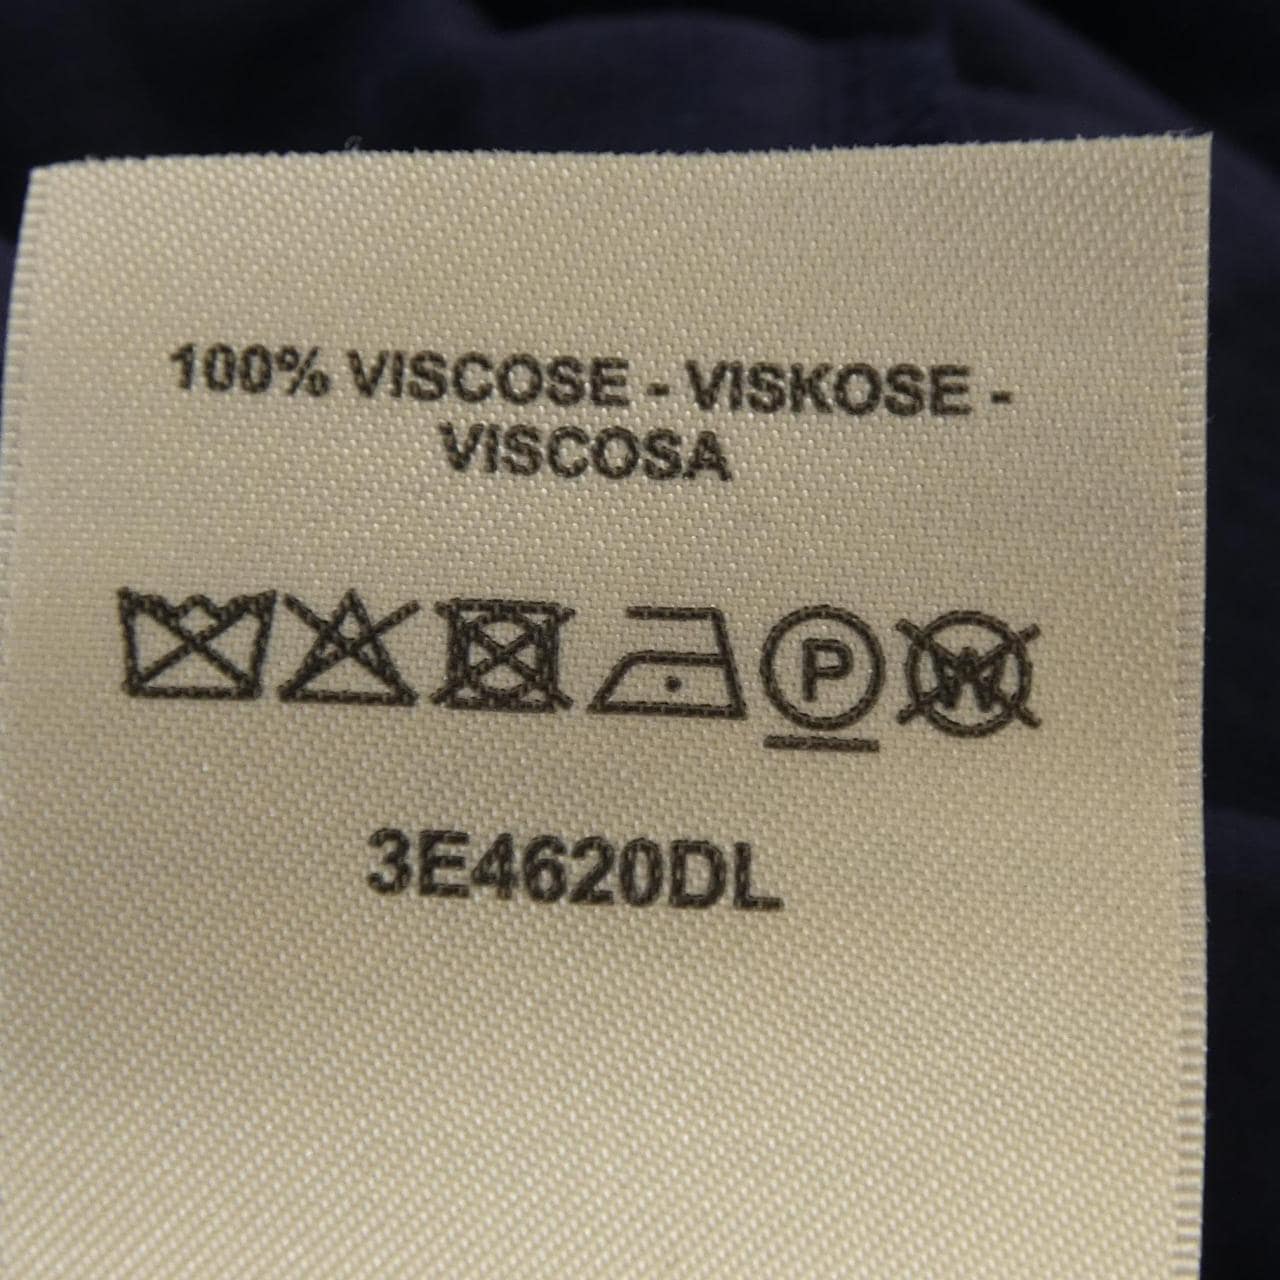 100% VISCOSE - VISKOSE -
VISCOSA
P W
3E4620DL